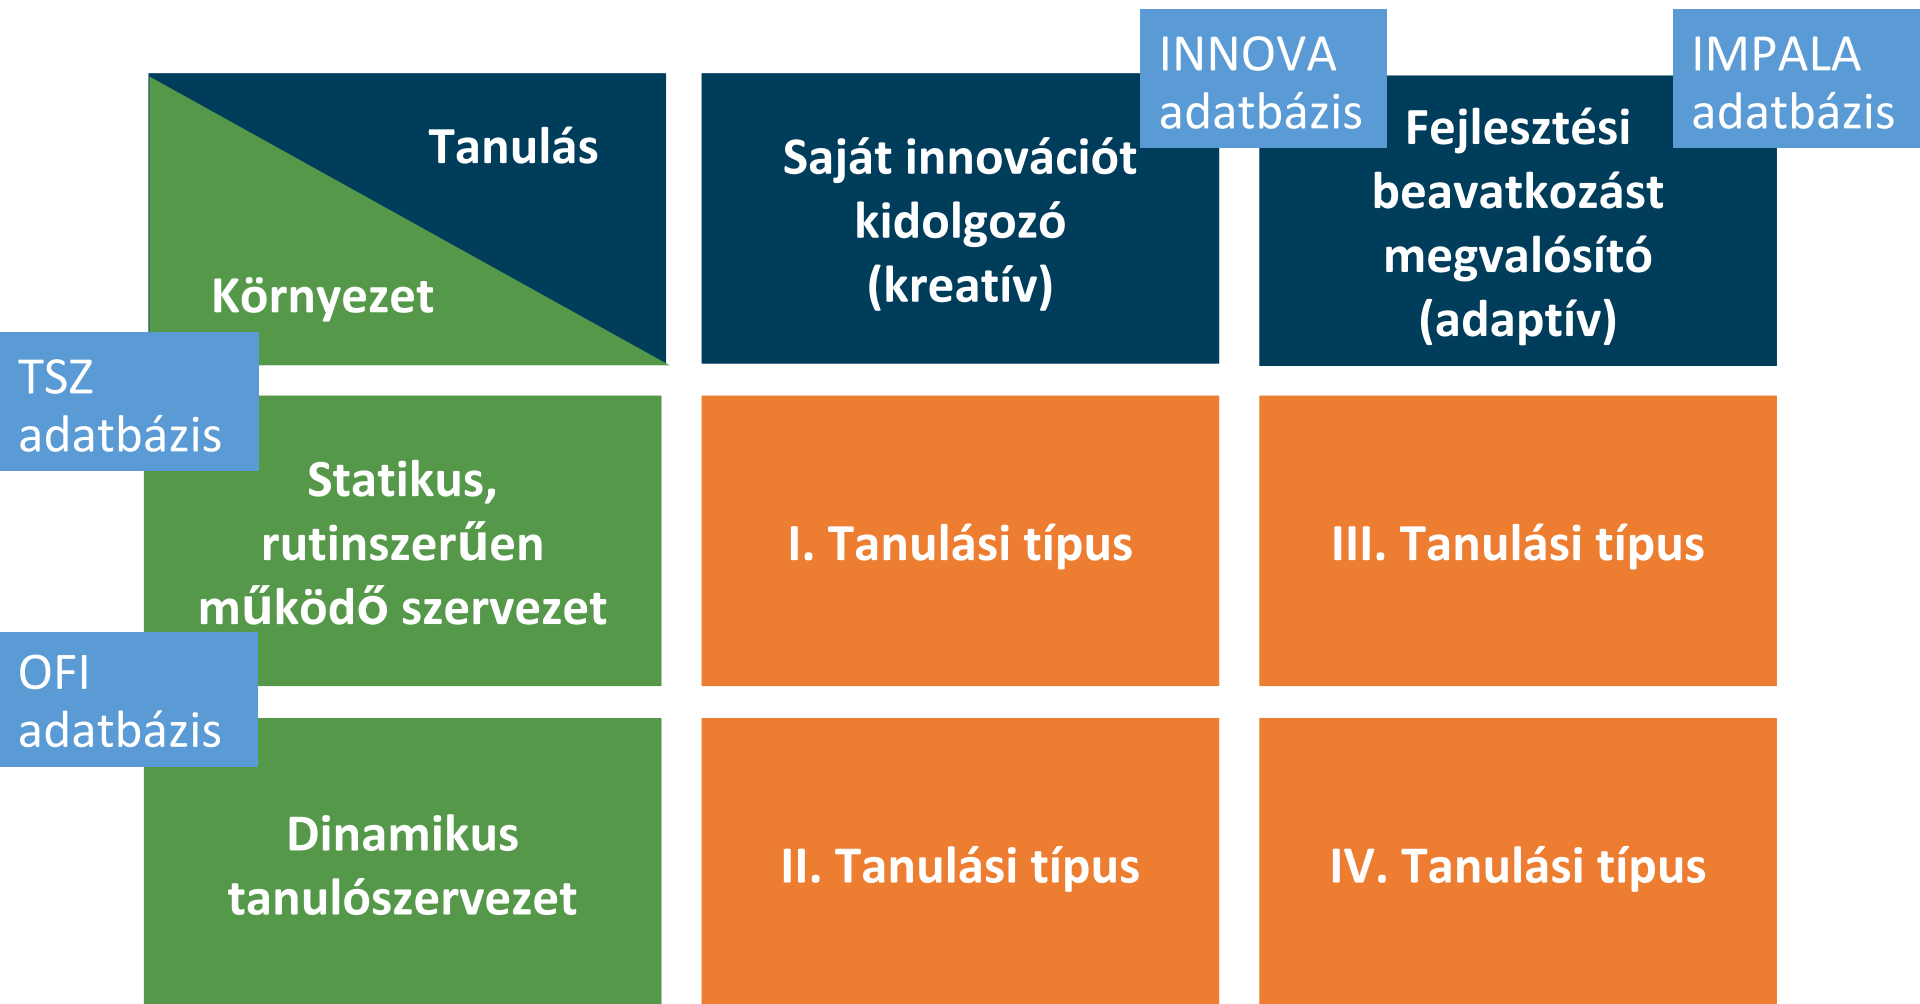 INNOVA
adatbázis
IMPALA
adatbázis
Tanulás
Környezet
Saját innovációt
kidolgozó
(kreatív)
Fejlesztési
beavatkozást
megvalósító
(adaptív)
TSZ
adatbázis
Statikus,
rutinszerűen
működő szervezet
I. Tanulási típus
III. Tanulási típus
OFI
adatbázis
Dinamikus
tanulószervezet
II. Tanulási típus
IV. Tanulási típus